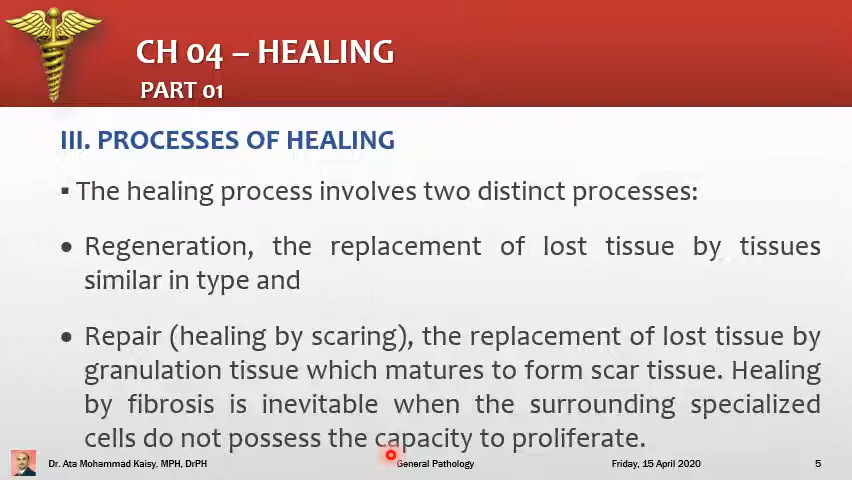 CH 04 – HEALING
PART 01
III. PROCESSES OF HEALING
▪ The healing process involves two distinct processes:
● Regeneration, the replacement of lost tissue by tissues
similar in type and
● Repair (healing by scaring), the replacement of lost tissue by
granulation tissue which matures to form scar tissue. Healing
by fibrosis is inevitable when the surrounding specialized
cells do not possess the capacity to proliferate.
Dr. Ata Mohammad Kaisy, MPH, DrPH General Pathology Friday, 15 April 2020 5